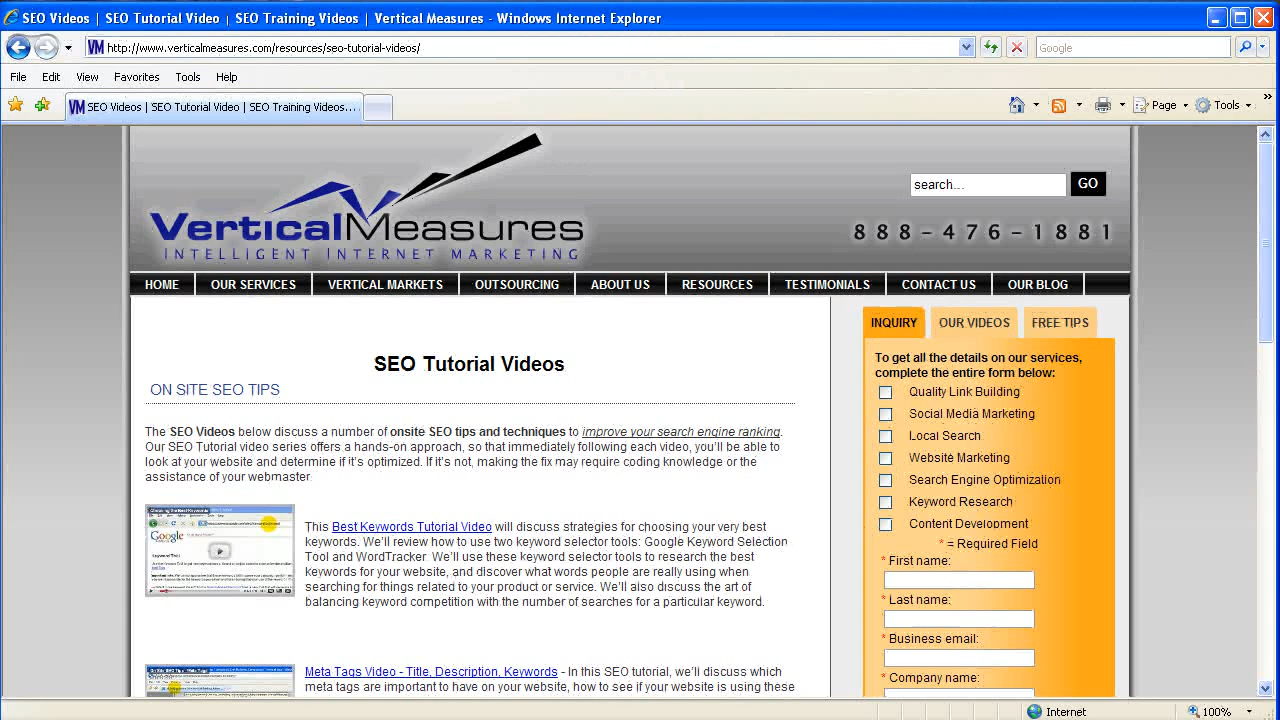 SEO Videos | SEO Tutorial Video | SEO Training Videos | Vertical Measures - Windows Internet Explorer
VM http://www.verticalmeasures.com/resources/seo-tutorial-videos/
Google
File Edit View Favorites Tools Help
VM SEO Videos | SEO Tutorial Video | SEO Training Videos....
Page Tools
search...
GO
VerticalMeasures
INTELLIGENT INTERNET MARKETING
888-476-1881
HOME OUR SERVICES VERTICAL MARKETS OUTSOURCING ABOUT US RESOURCES TESTIMONIALS CONTACT US OUR BLOG
SEO Tutorial Videos
ON SITE SEO TIPS
The SEO Videos below discuss a number of onsite SEO tips and techniques to improve your search engine ranking.
Our SEO Tutorial video series offers a hands-on approach, so that immediately following each video, you'll be able to
look at your website and determine if it's optimized. If it's not, making the fix may require coding knowledge or the
assistance of your webmaster
Choosing the Best Keywords
Google
This Best Keywords Tutorial Video will discuss strategies for choosing your very best
keywords. We'll review how to use two keyword selector tools: Google Keyword Selection
Tool and WordTracker. We'll use these keyword selector tools to research the best
keywords for your website, and discover what words people are really using when
searching for things related to your product or service. We'll also discuss the art of
balancing keyword competition with the number of searches for a particular keyword.
Meta Tags Video - Title, Description, Keywords - In this SEO tutorial, we'll discuss which
meta tags are important to have on your website, how to see if your website is using these
INQUIRY OUR VIDEOS FREE TIPS
To get all the details on our services,
complete the entire form below:
Quality Link Building
Social Media Marketing
Local Search
Website Marketing
Search Engine Optimization
Keyword Research
Content Development
* = Required Field
* First name:
* Last name:
* Business email:
* Company name:
Internet
100%